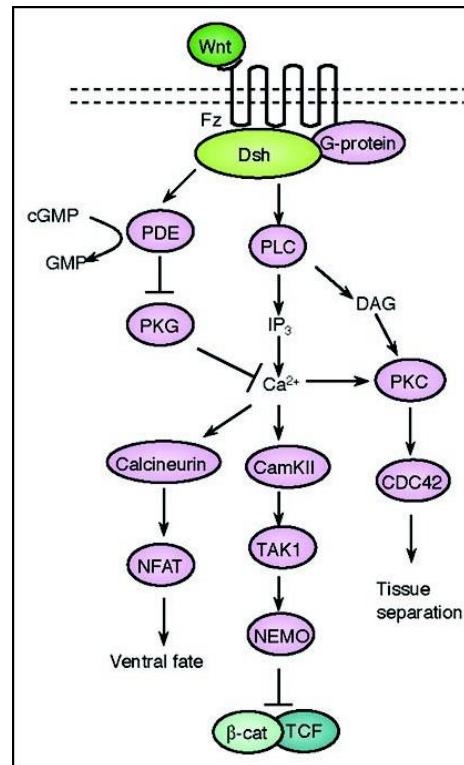 Wnt
Fz
Dsh
G-protein
cGMP
PDE
PLC
GMP
DAG
PKG
IP₃
Ca²⁺
PKC
Calcineurin
CamKII
CDC42
NFAT
TAK1
Tissue
separation
NEMO
Ventral fate
β-cat
TCF